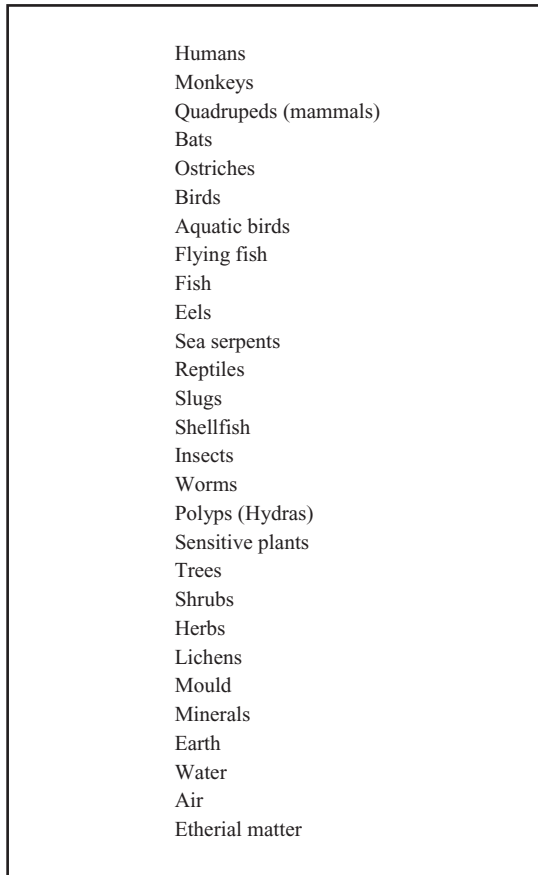 Humans
Monkeys
Quadrupeds (mammals)
Bats
Ostriches
Birds
Aquatic birds
Flying fish
Fish
Eels
Sea serpents
Reptiles
Slugs
Shellfish
Insects
Worms
Polyps (Hydras)
Sensitive plants
Trees
Shrubs
Herbs
Lichens
Mould
Minerals
Earth
Water
Air
Etherial matter